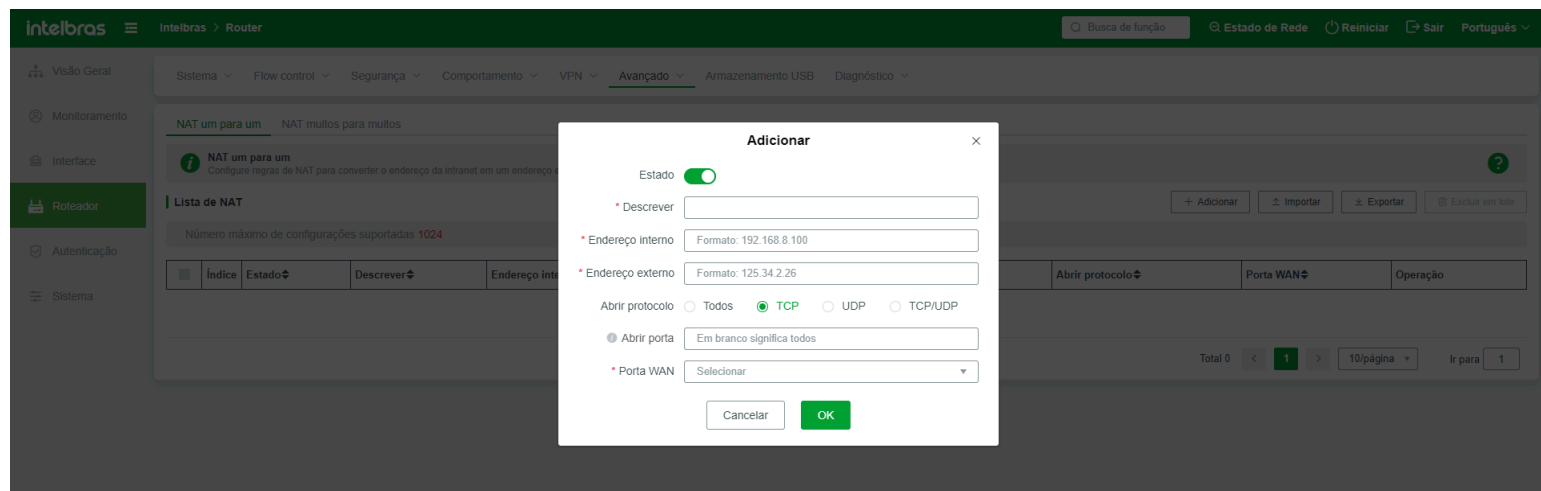 intelbras Intelbras > Router Busca de função Estado de Rede Reiniciar Sair Português
Visão Geral
Sistema Flow control Segurança Comportamento VPN Avançado Armazenamento USB Diagnóstico
Monitoramento
NAT um para um NAT muitos para muitos
Adicionar
Interface
NAT um para um
Configure regras de NAT para converter o endereço da intranet em um endereço
Estado
Roteador
Lista de NAT
+ Adicionar Importar Exportar Excluir em lote
* Descrever
Número máximo de configurações suportadas 1024
* Endereço interno Formato: 192.168.8.100
Autenticação
Índice Estado Descrever Endereço inte
* Endereço externo Formato: 125.34.2.26
Abrir protocolo Porta WAN Operação
Sistema
Abrir protocolo Todos TCP UDP TCP/UDP
Abrir porta Em branco significa todos
Total 0 < 1 > 10/página Ir para 1
* Porta WAN Selecionar
Cancelar OK